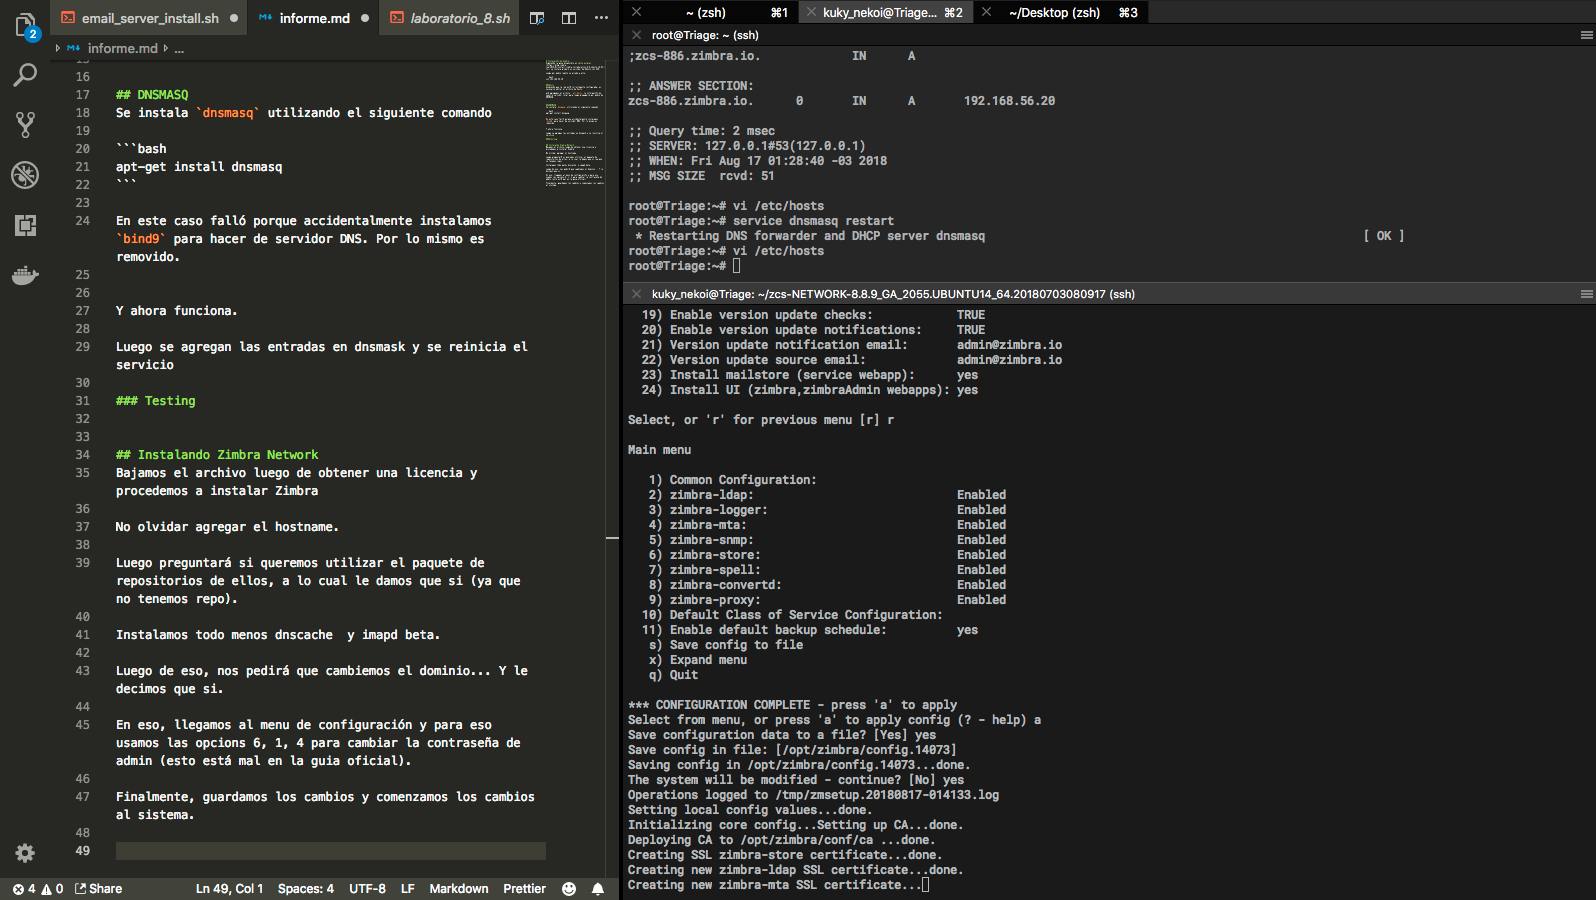 email_server_install.sh
informe.md
laboratorio_8.sh
informe.md
...
2
15
16
17 ## DNSMASQ
18 Se instala `dnsmasq` utilizando el siguiente comando
19
20 ```bash
21 apt-get install dnsmasq
22 ```
23
24 En este caso falló porque accidentalmente instalamos
`bind9` para hacer de servidor DNS. Por lo mismo es
removido.
25
26
27 Y ahora funciona.
28
29 Luego se agregan las entradas en dnsmask y se reinicia el
servicio
30
31 ### Testing
32
33
34 ## Instalando Zimbra Network
35 Bajamos el archivo luego de obtener una licencia y
procedemos a instalar Zimbra
36
37 No olvidar agregar el hostname.
38
39 Luego preguntará si queremos utilizar el paquete de
repositorios de ellos, a lo cual le damos que si (ya que
no tenemos repo).
40
41 Instalamos todo menos dnscache  y imapd beta.
42
43 Luego de eso, nos pedirá que cambiemos el dominio... Y le
decimos que si.
44
45 En eso, llegamos al menu de configuración y para eso
usamos las opcions 6, 1, 4 para cambiar la contraseña de
admin (esto está mal en la guia oficial).
46
47 Finalmente, guardamos los cambios y comenzamos los cambios
al sistema.
48
49
4 0 Share Ln 49, Col 1 Spaces: 4 UTF-8 LF Markdown Prettier
~ (zsh) ⌘1
kuky_nekoi@Triage... ⌘2
~/Desktop (zsh) ⌘3
root@Triage: ~ (ssh)
;zcs-886.zimbra.io. IN A
;; ANSWER SECTION:
zcs-886.zimbra.io. 0 IN A 192.168.56.20
;; Query time: 2 msec
;; SERVER: 127.0.0.1#53(127.0.0.1)
;; WHEN: Fri Aug 17 01:28:40 -03 2018
;; MSG SIZE  rcvd: 51
root@Triage:~# vi /etc/hosts
root@Triage:~# service dnsmasq restart
* Restarting DNS forwarder and DHCP server dnsmasq [ OK ]
root@Triage:~# vi /etc/hosts
root@Triage:~#
kuky_nekoi@Triage: ~/zcs-NETWORK-8.8.9_GA_2055.UBUNTU14_64.20180703080917 (ssh)
19) Enable version update checks: TRUE
20) Enable version update notifications: TRUE
21) Version update notification email: admin@zimbra.io
22) Version update source email: admin@zimbra.io
23) Install mailstore (service webapp): yes
24) Install UI (zimbra,zimbraAdmin webapps): yes
Select, or 'r' for previous menu [r] r
Main menu
1) Common Configuration:
2) zimbra-ldap: Enabled
3) zimbra-logger: Enabled
4) zimbra-mta: Enabled
5) zimbra-snmp: Enabled
6) zimbra-store: Enabled
7) zimbra-spell: Enabled
8) zimbra-convertd: Enabled
9) zimbra-proxy: Enabled
10) Default Class of Service Configuration:
11) Enable default backup schedule: yes
s) Save config to file
x) Expand menu
q) Quit
*** CONFIGURATION COMPLETE - press 'a' to apply
Select from menu, or press 'a' to apply config (? - help) a
Save configuration data to a file? [Yes] yes
Save config in file: [/opt/zimbra/config.14073]
Saving config in /opt/zimbra/config.14073...done.
The system will be modified - continue? [No] yes
Operations logged to /tmp/zmsetup.20180817-014133.log
Setting local config values...done.
Initializing core config...Setting up CA...done.
Deploying CA to /opt/zimbra/conf/ca ...done.
Creating SSL zimbra-store certificate...done.
Creating new zimbra-ldap SSL certificate...done.
Creating new zimbra-mta SSL certificate...